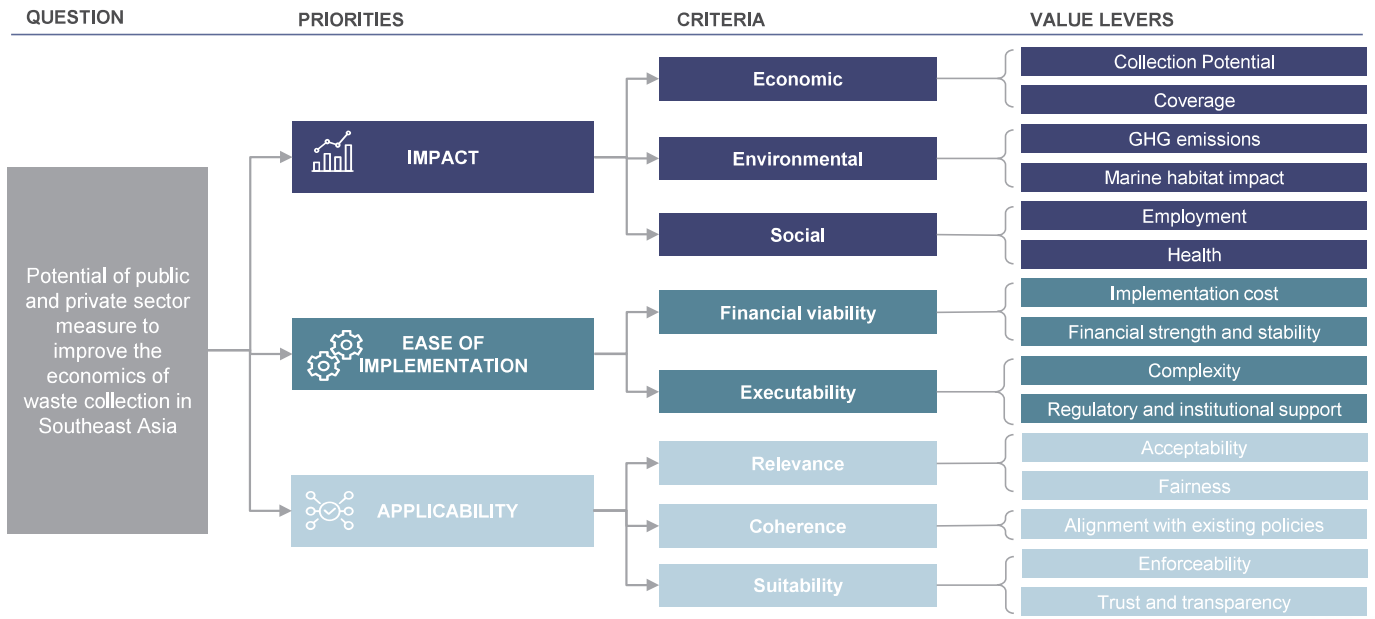 QUESTION
PRIORITIES
CRITERIA
VALUE LEVERS
Potential of public
and private sector
measure to
improve the
economics of
waste collection in
Southeast Asia
IMPACT
Economic
Collection Potential
Coverage
Environmental
GHG emissions
Marine habitat impact
Social
Employment
Health
EASE OF
IMPLEMENTATION
Financial viability
Implementation cost
Financial strength and stability
Executability
Complexity
Regulatory and institutional support
APPLICABILITY
Relevance
Acceptability
Fairness
Coherence
Alignment with existing policies
Suitability
Enforceability
Trust and transparency